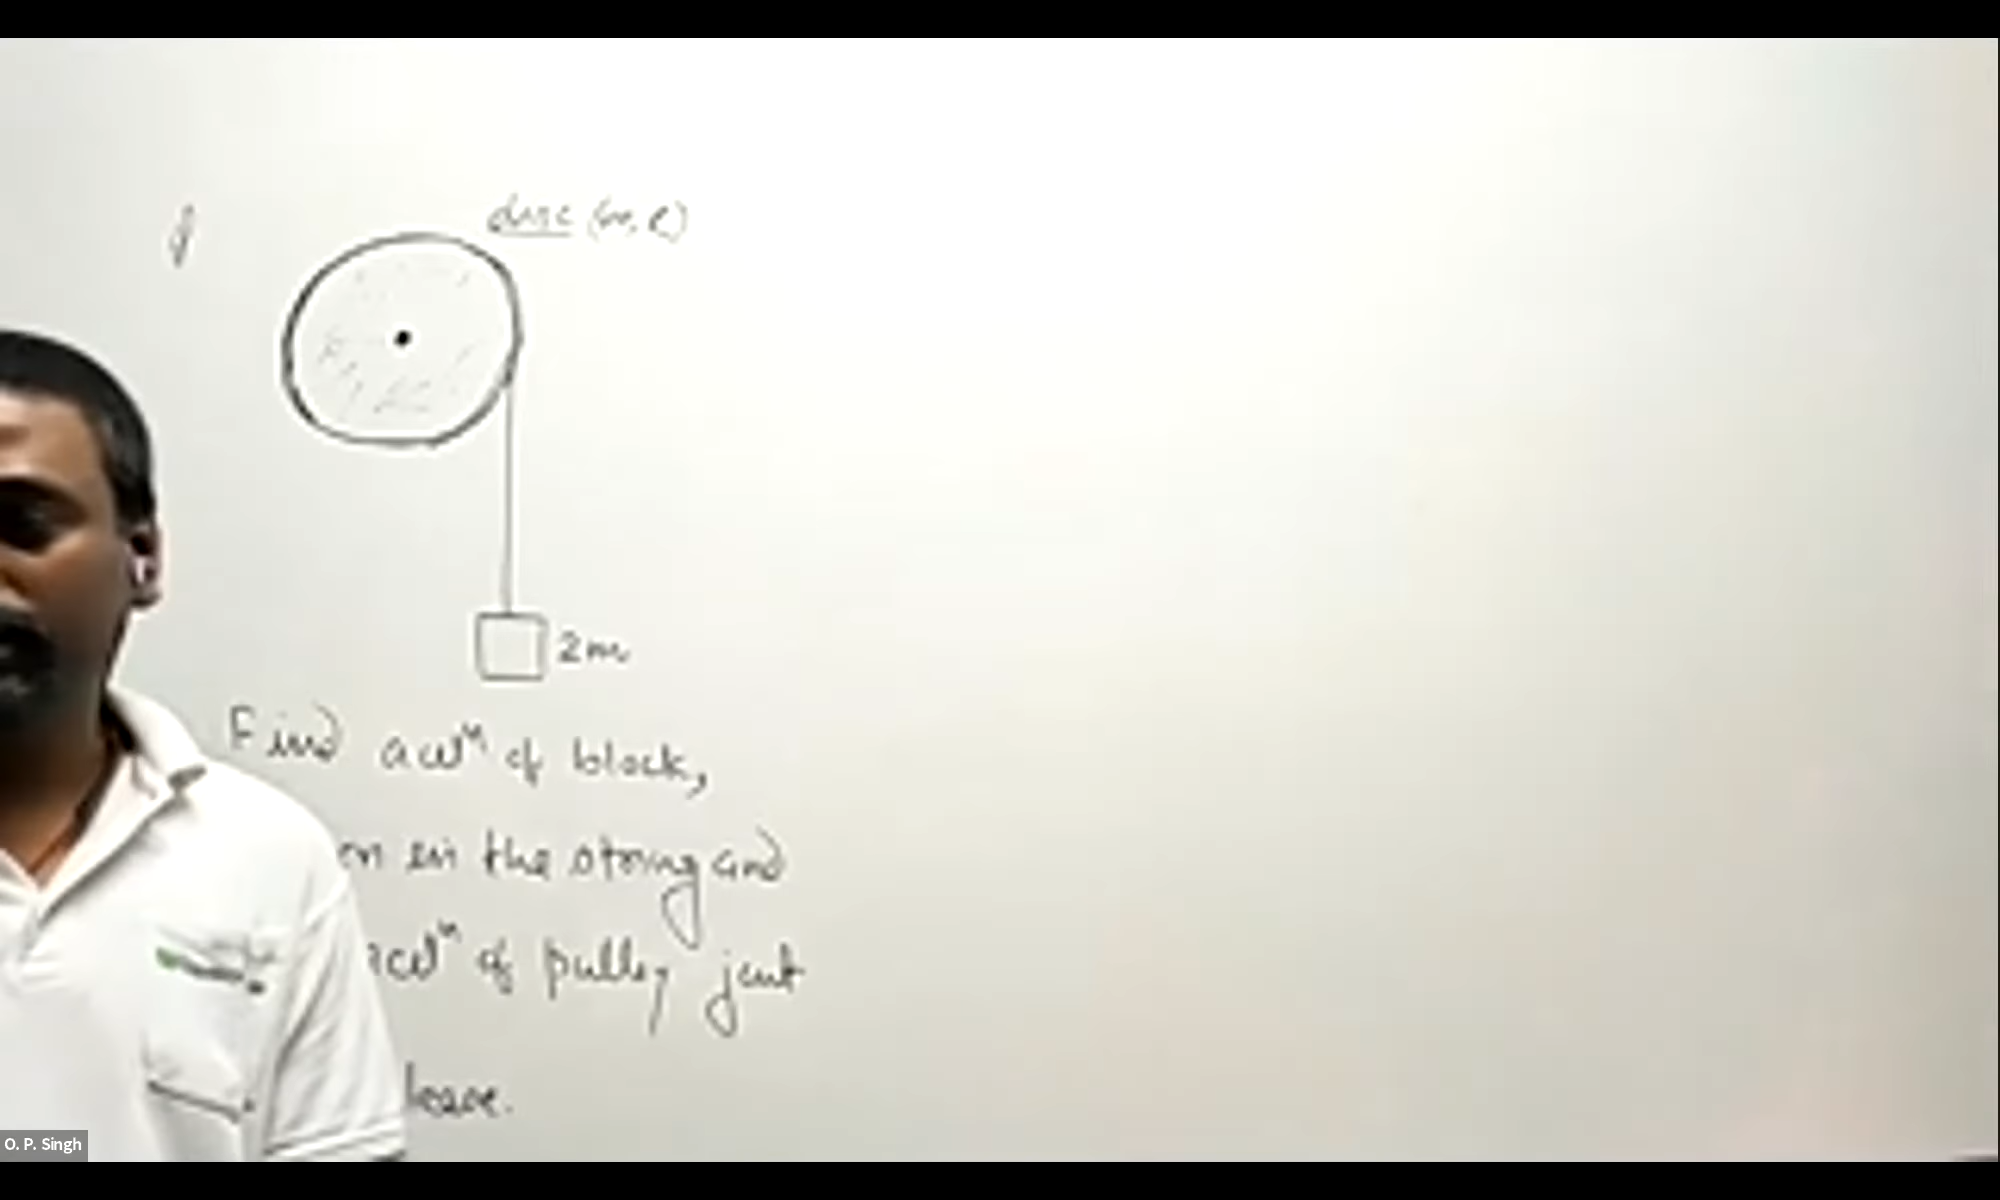 disc (m, R)
2m
Find accⁿ of block,
on in the string and
accⁿ of pulley just
lease.
O. P. Singh